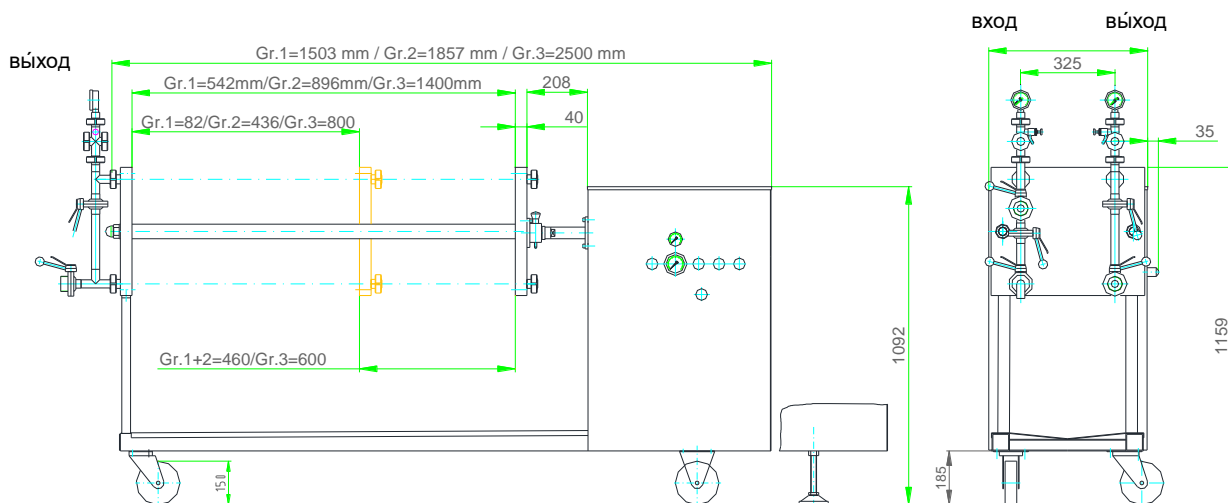 вход вы́ход
вы́ход
Gr.1=1503 mm / Gr.2=1857 mm / Gr.3=2500 mm
325
Gr.1=542mm/Gr.2=896mm/Gr.3=1400mm
208
Gr.1=82/Gr.2=436/Gr.3=800
40
35
1092
1159
Gr.1+2=460/Gr.3=600
150
185